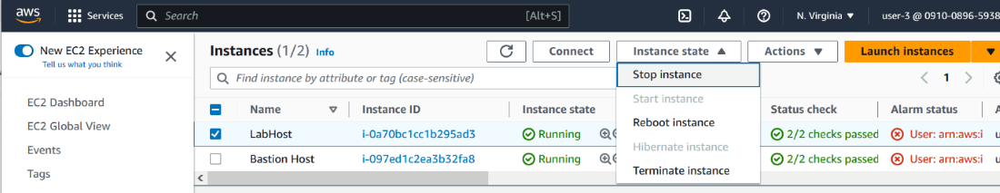 aws Services Search [Alt+S] N. Virginia ▼ user-3 @ 0910-0896-5938
New EC2 Experience
Tell us what you think
EC2 Dashboard
EC2 Global View
Events
Tags
Instances (1/2) Info Connect Instance state ▲ Actions ▼ Launch instances ▼
Find instance by attribute or tag (case-sensitive) 1
Stop instance
Start instance
Reboot instance
Hibernate instance
Terminate instance
Name Instance ID Instance state Status check Alarm status
LabHost i-0a70bc1cc1b295ad3 Running 2/2 checks passed User: arn:aws:i
Bastion Host i-097ed1c2ea3b32fa8 Running 2/2 checks passed User: arn:aws:i